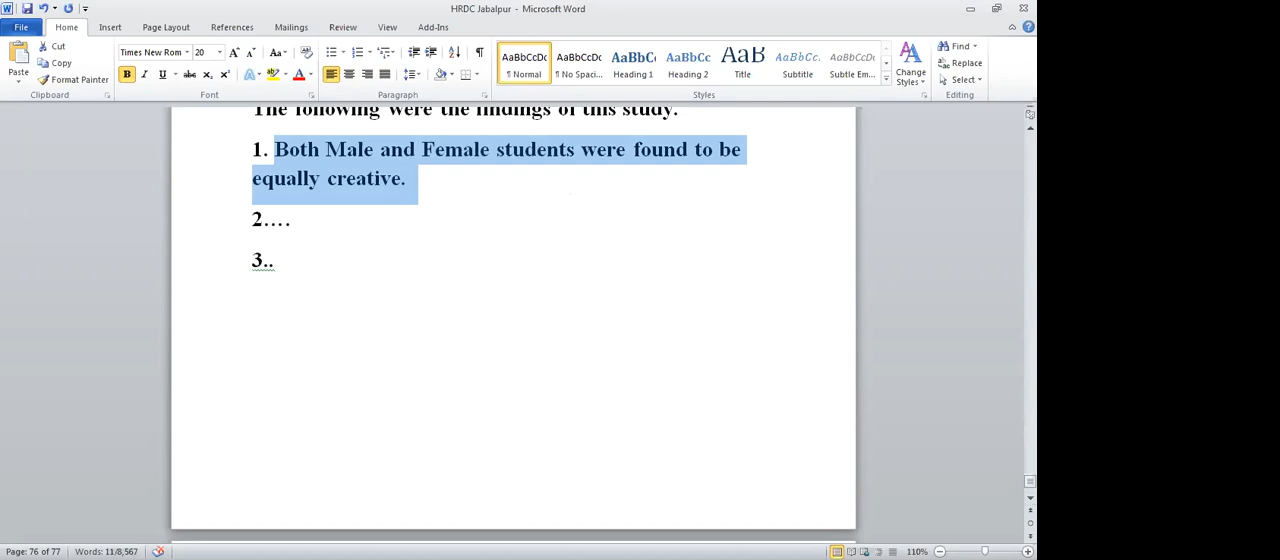 HRDC Jabalpur - Microsoft Word
File Home Insert Page Layout References Mailings Review View Add-Ins
Cut
Copy
Format Painter
Paste
Clipboard
Times New Rom 20
Font
Paragraph
AaBbCcDc AaBbCcDc AaBbC AaBbCc AaB AaBbCc. AaBbCcDc
¶ Normal ¶ No Spaci... Heading 1 Heading 2 Title Subtitle Subtle Em...
Styles
Change
Styles
Find
Replace
Select
Editing
The following were the findings of this study.
1. Both Male and Female students were found to be
equally creative.
2....
3..
Page: 76 of 77 Words: 11/8,567 110%